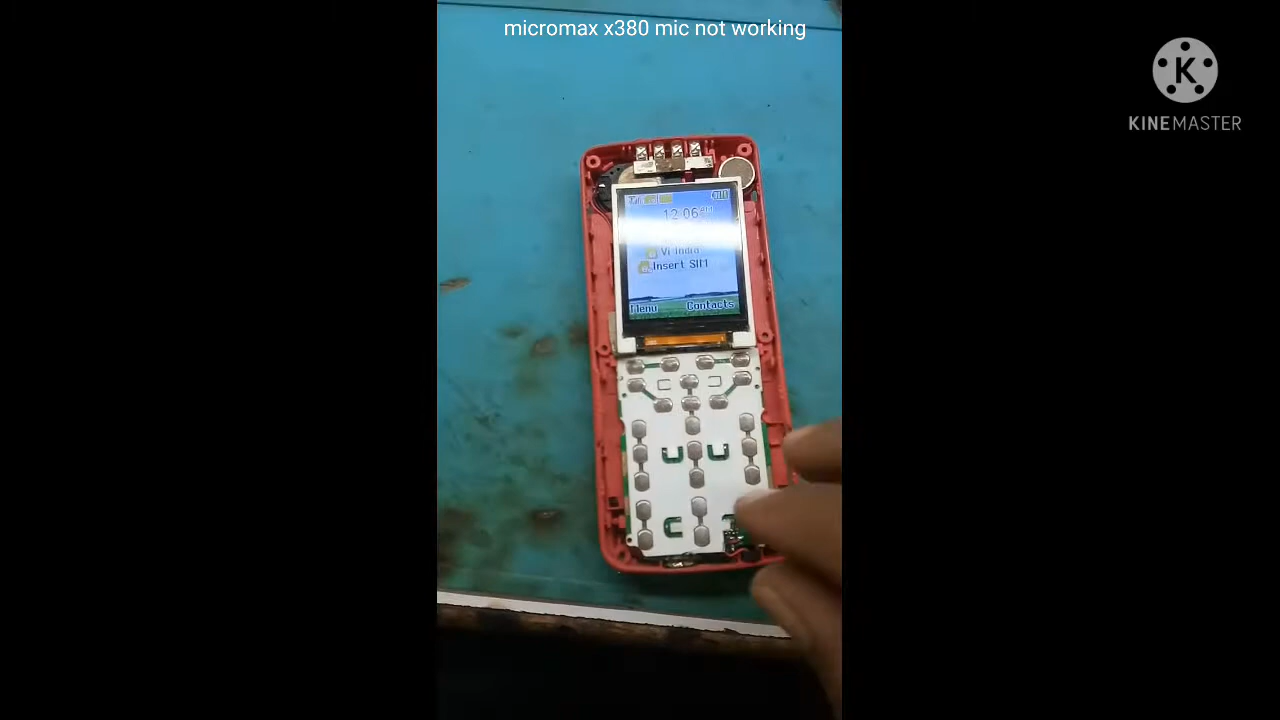 micromax x380 mic not working
K
KINEMASTER
12:06
Vi India
Insert SIM1
Menu
Contacts